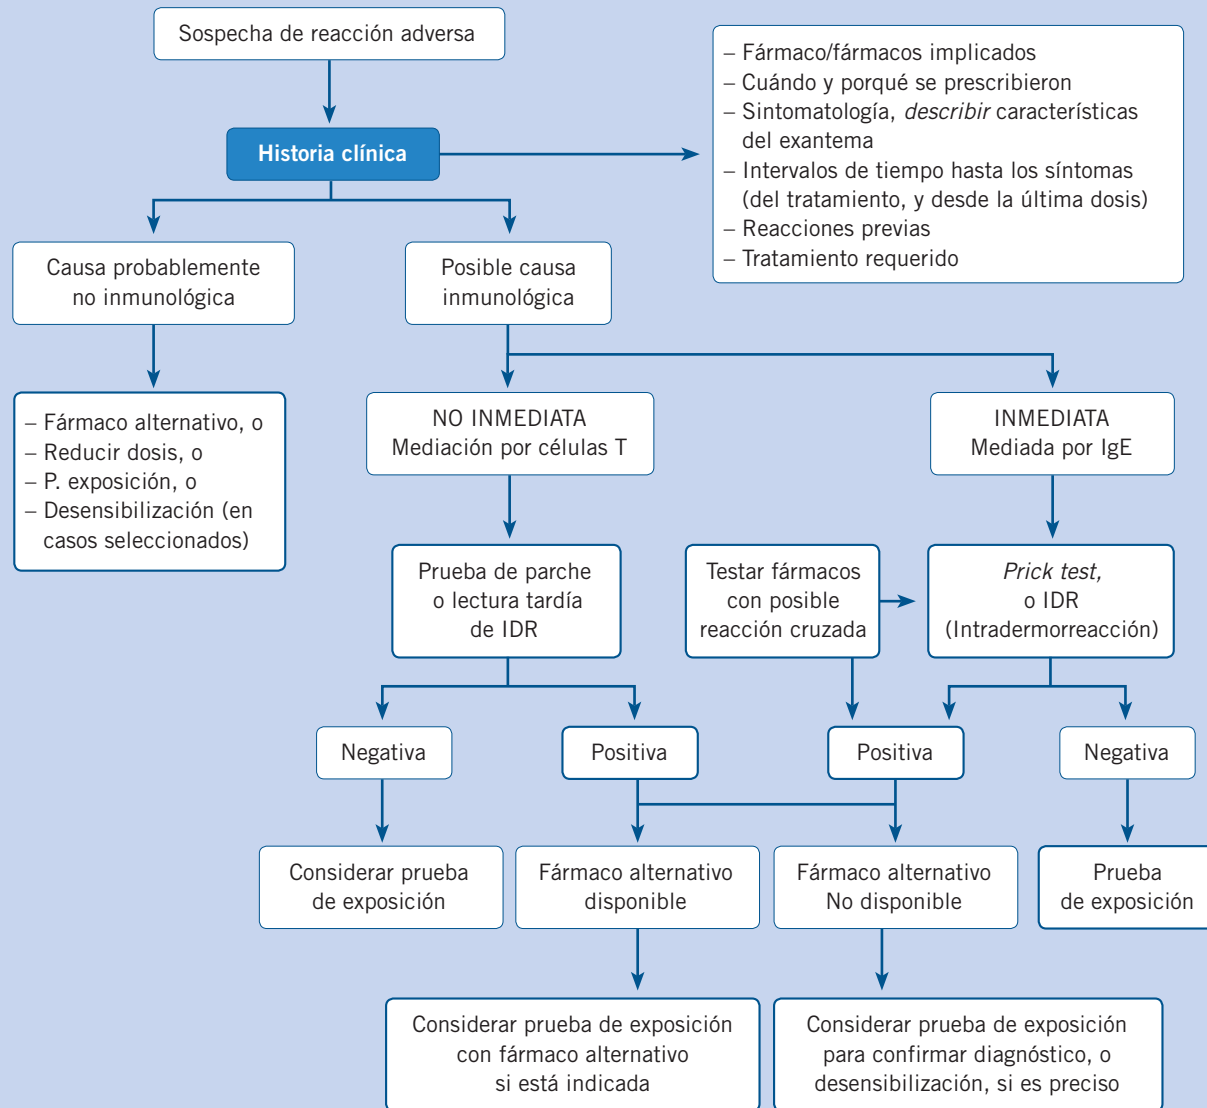 Sospecha de reacción adversa
– Fármaco/fármacos implicados
– Cuándo y porqué se prescribieron
– Sintomatología, describir características
del exantema
– Intervalos de tiempo hasta los síntomas
(del tratamiento, y desde la última dosis)
– Reacciones previas
– Tratamiento requerido
Historia clínica
Causa probablemente
no inmunológica
Posible causa
inmunológica
– Fármaco alternativo, o
– Reducir dosis, o
– P. exposición, o
– Desensibilización (en
casos seleccionados)
NO INMEDIATA
Mediación por células T
INMEDIATA
Mediada por IgE
Prueba de parche
o lectura tardía
de IDR
Testar fármacos
con posible
reacción cruzada
Prick test,
o IDR
(Intradermorreacción)
Negativa
Positiva
Positiva
Negativa
Considerar prueba
de exposición
Fármaco alternativo
disponible
Fármaco alternativo
No disponible
Prueba
de exposición
Considerar prueba de exposición
con fármaco alternativo
si está indicada
Considerar prueba de exposición
para confirmar diagnóstico, o
desensibilización, si es preciso